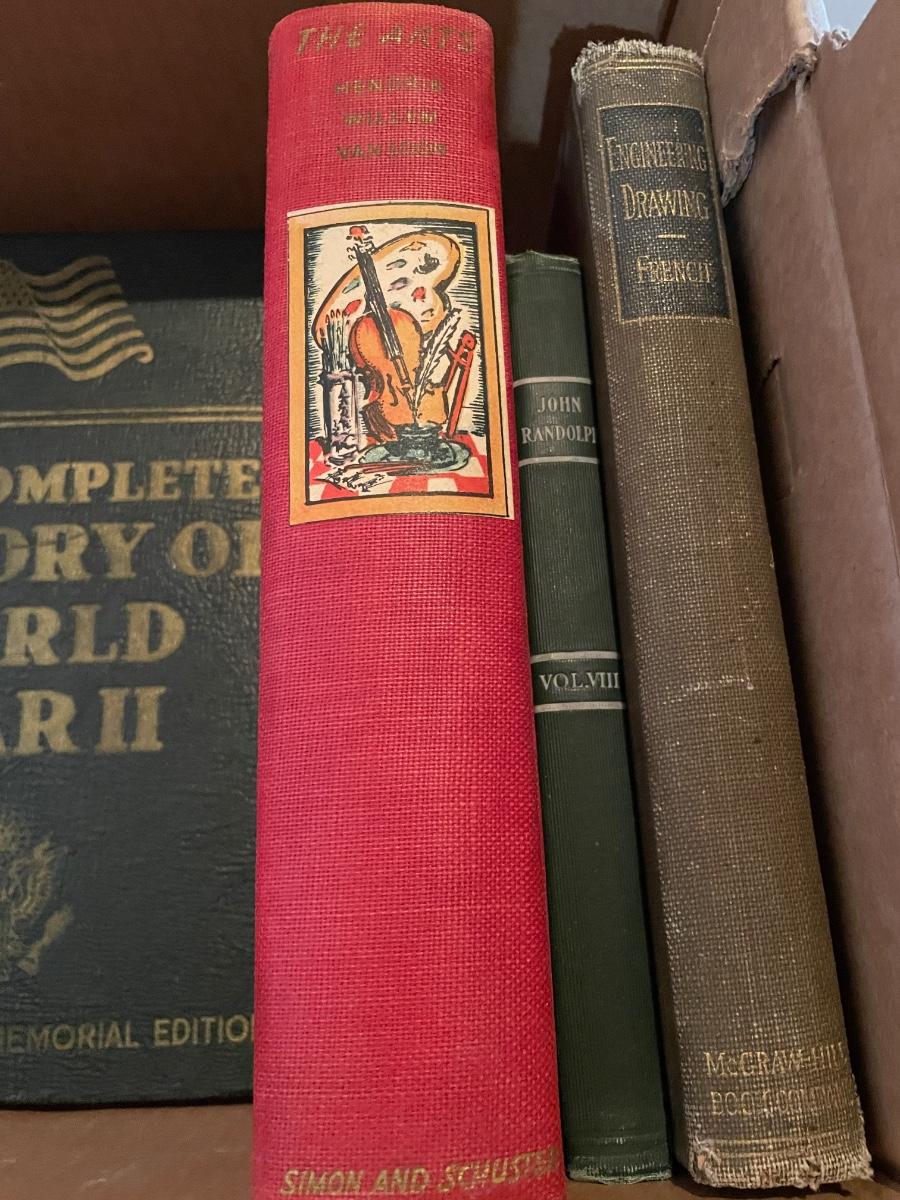 OMPLETE
ORY OF
RLD
AR II
MEMORIAL EDITION
THE ARTS
HENDRIK
WILLEM
VAN LOON
SIMON AND SCHUSTER
JOHN
RANDOLPH
VOL.VIII
ENGINEERING
DRAWING
FRENCH
McGRAW-HILL
BOOK COMPANY